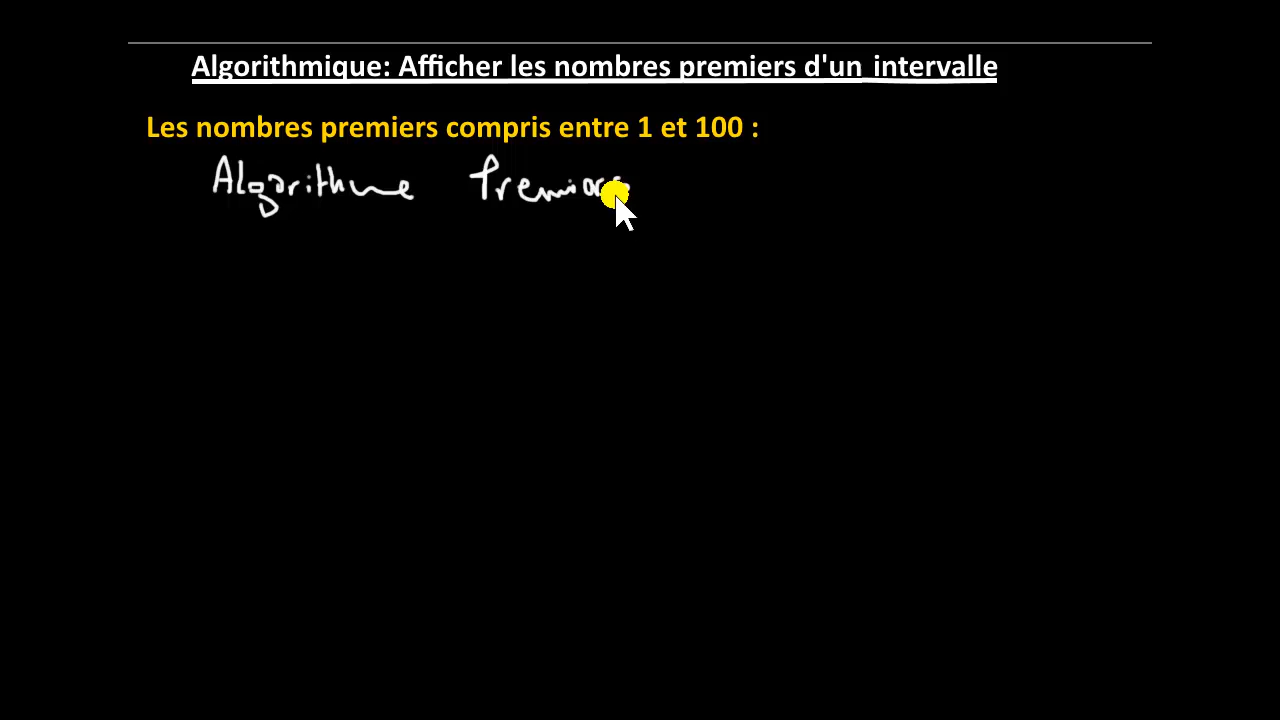 Algorithmique: Afficher les nombres premiers d'un intervalle
Les nombres premiers compris entre 1 et 100 :
Algorithme